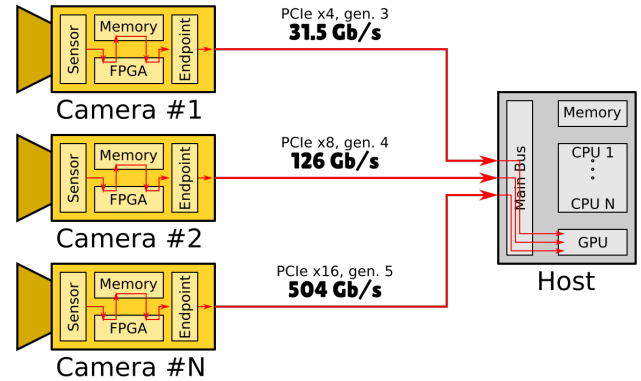 PCIe x4, gen. 3
31.5 Gb/s
Sensor
Memory
FPGA
Endpoint
Camera #1
PCIe x8, gen. 4
126 Gb/s
Sensor
Memory
FPGA
Endpoint
Camera #2
PCIe x16, gen. 5
504 Gb/s
Sensor
Memory
FPGA
Endpoint
Camera #N
Main Bus
Memory
CPU 1
CPU N
GPU
Host